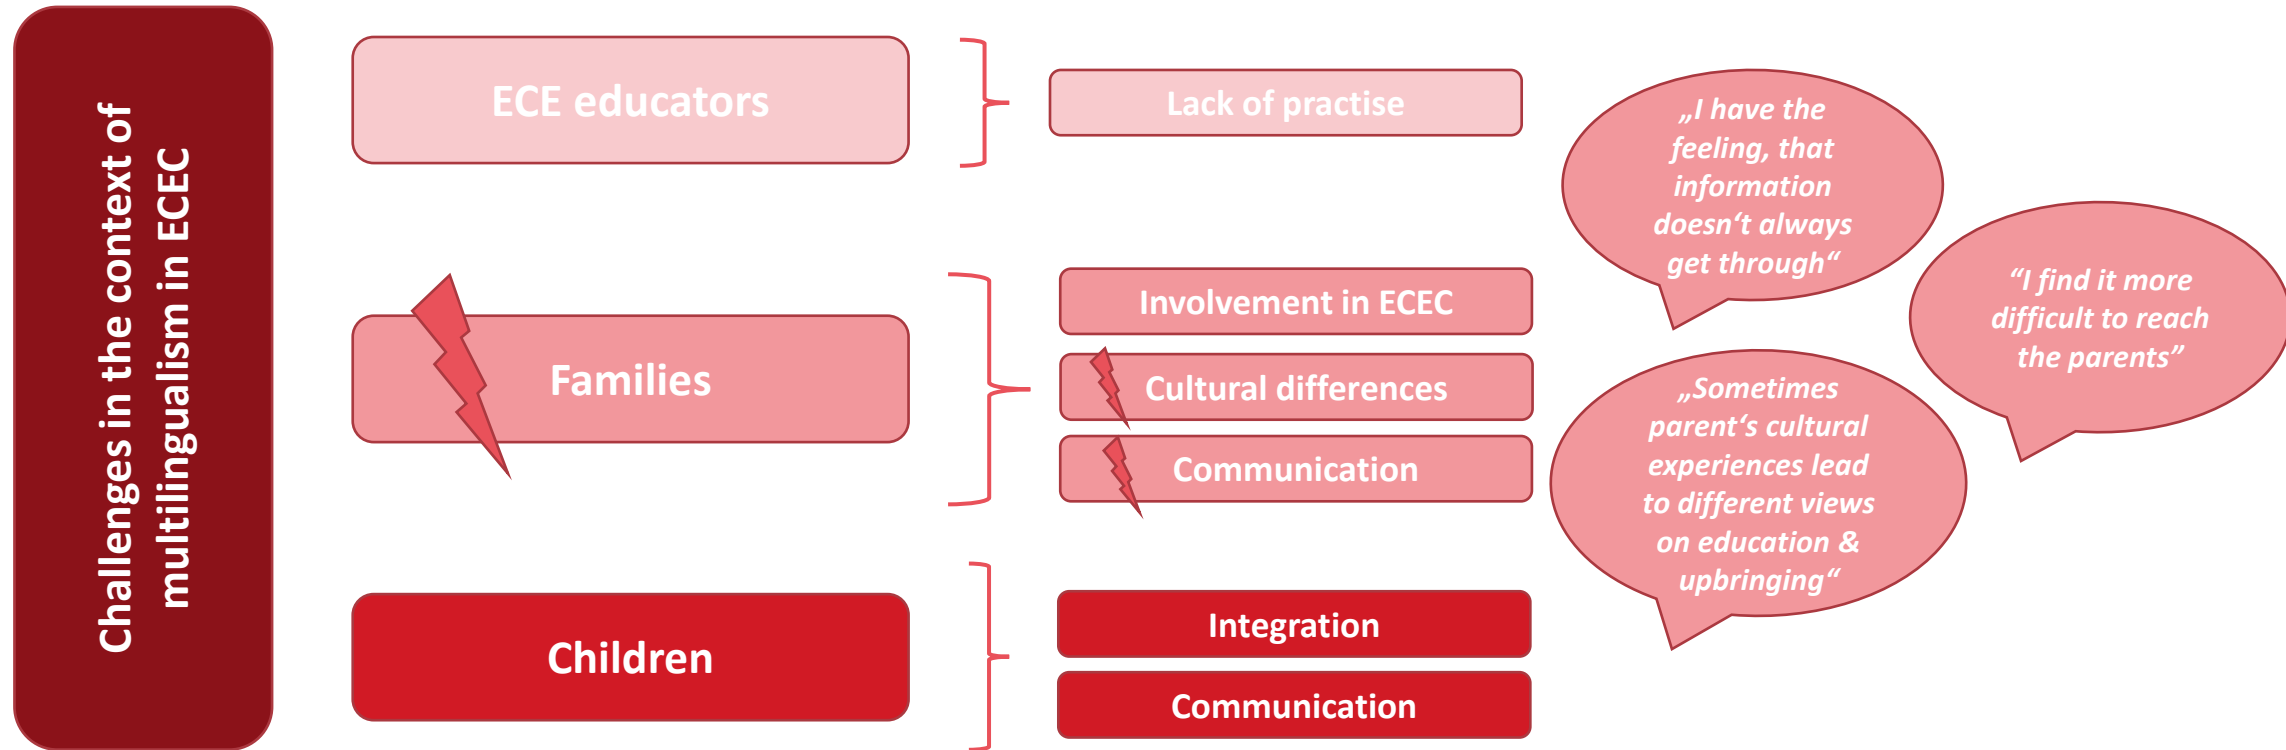 Challenges in the context of
multilingualism in ECEC
ECE educators
Lack of practise
Families
Involvement in ECEC
Cultural differences
Communication
Children
Integration
Communication
„I have the
feeling, that
information
doesn‘t always
get through“
“I find it more
difficult to reach
the parents”
„Sometimes
parent‘s cultural
experiences lead
to different views
on education &
upbringing“